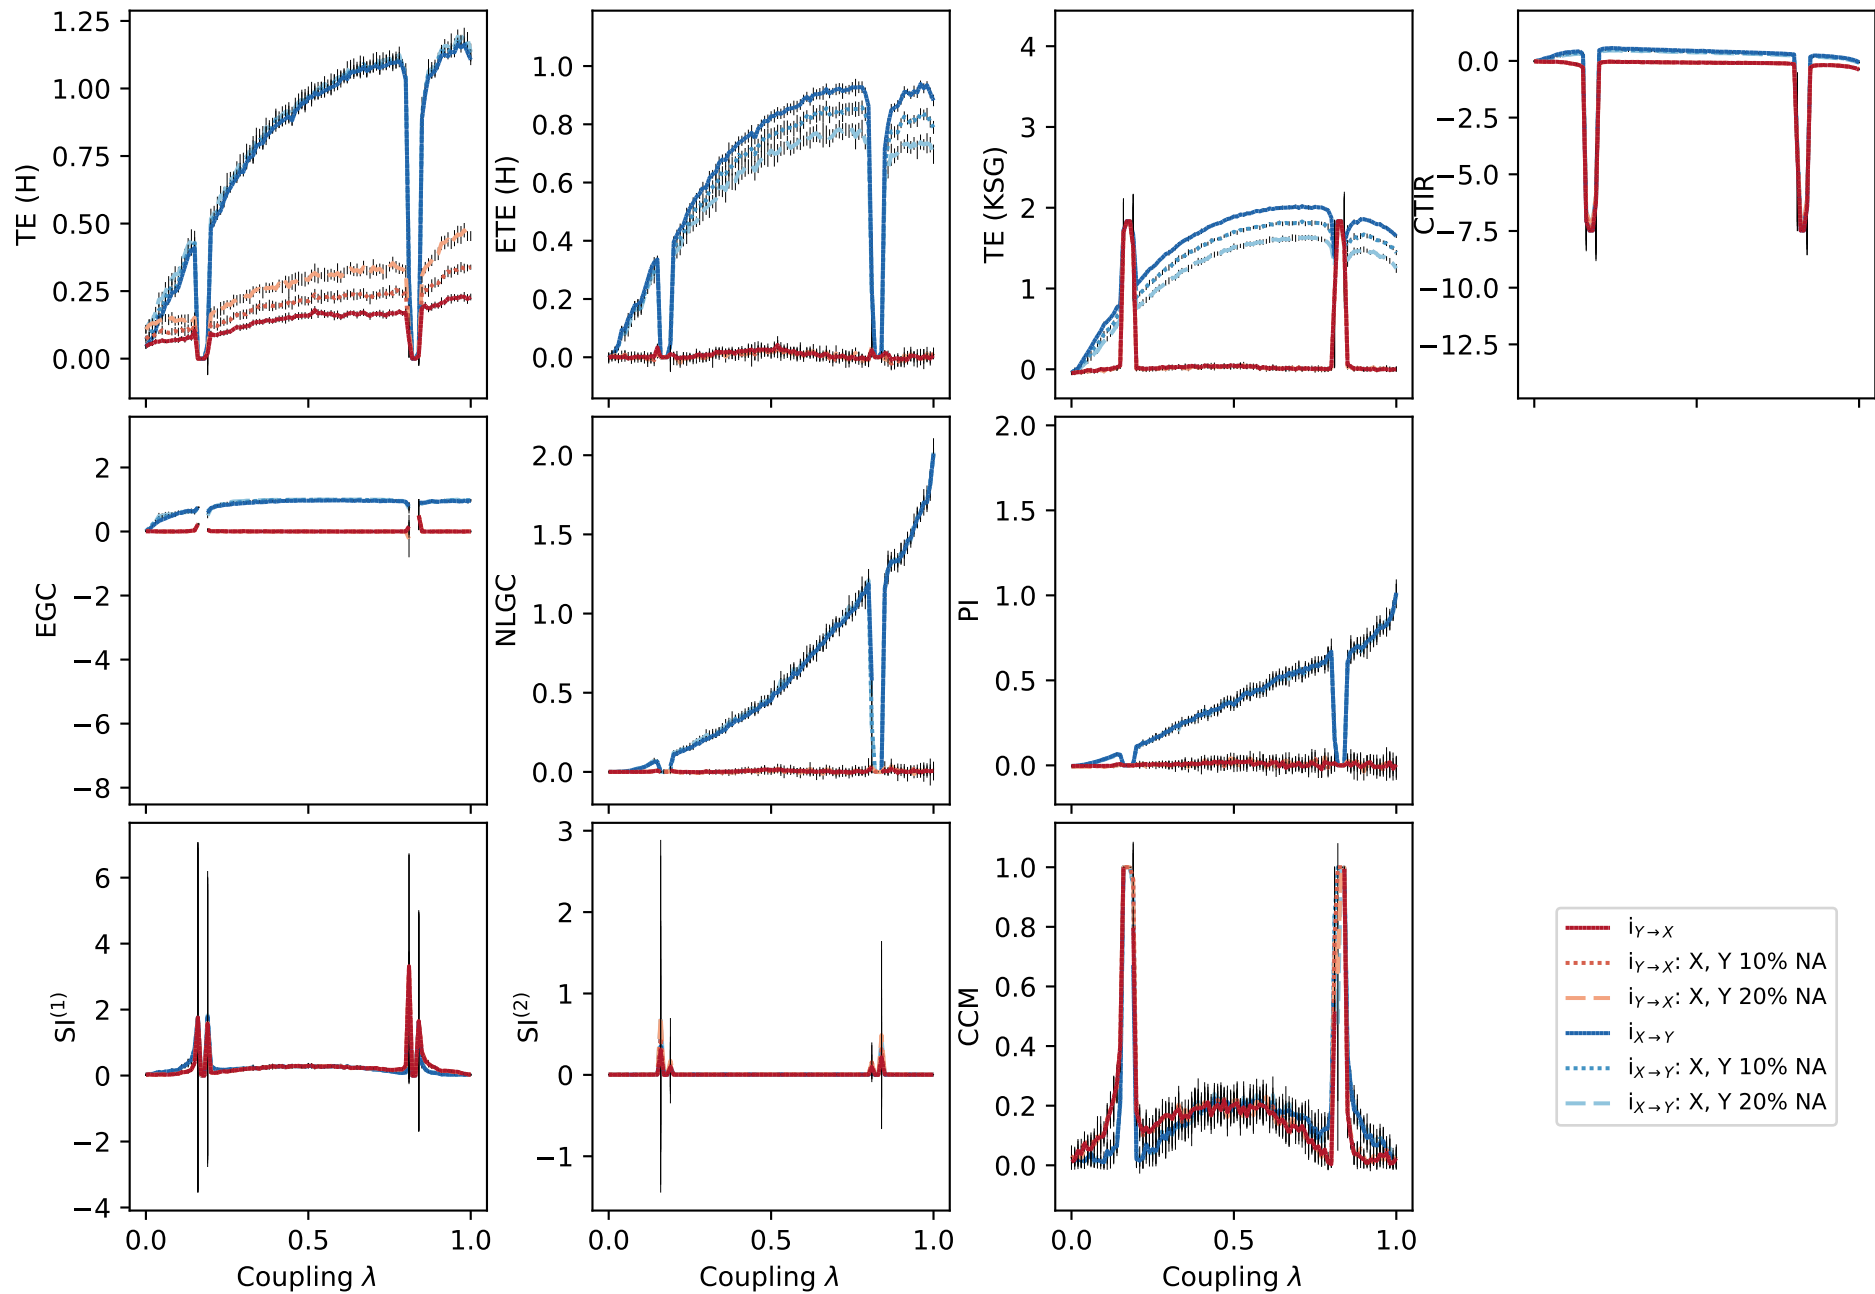 TE (H)
1.25
1.00
0.75
0.50
0.25
0.00
ETE (H)
1.0
0.8
0.6
0.4
0.2
0.0
TE (KSG)
4
3
2
1
0
CTIR
0.0
−2.5
−5.0
−7.5
−10.0
−12.5
EGC
2
0
−2
−4
−6
−8
NLGC
2.0
1.5
1.0
0.5
0.0
PI
2.0
1.5
1.0
0.5
0.0
SI(1)
6
4
2
0
−2
−4
0.0 0.5 1.0
Coupling λ
SI(2)
3
2
1
0
−1
0.0 0.5 1.0
Coupling λ
CCM
1.0
0.8
0.6
0.4
0.2
0.0
0.0 0.5 1.0
Coupling λ
iY→X
iY→X: X, Y 10% NA
iY→X: X, Y 20% NA
iX→Y
iX→Y: X, Y 10% NA
iX→Y: X, Y 20% NA